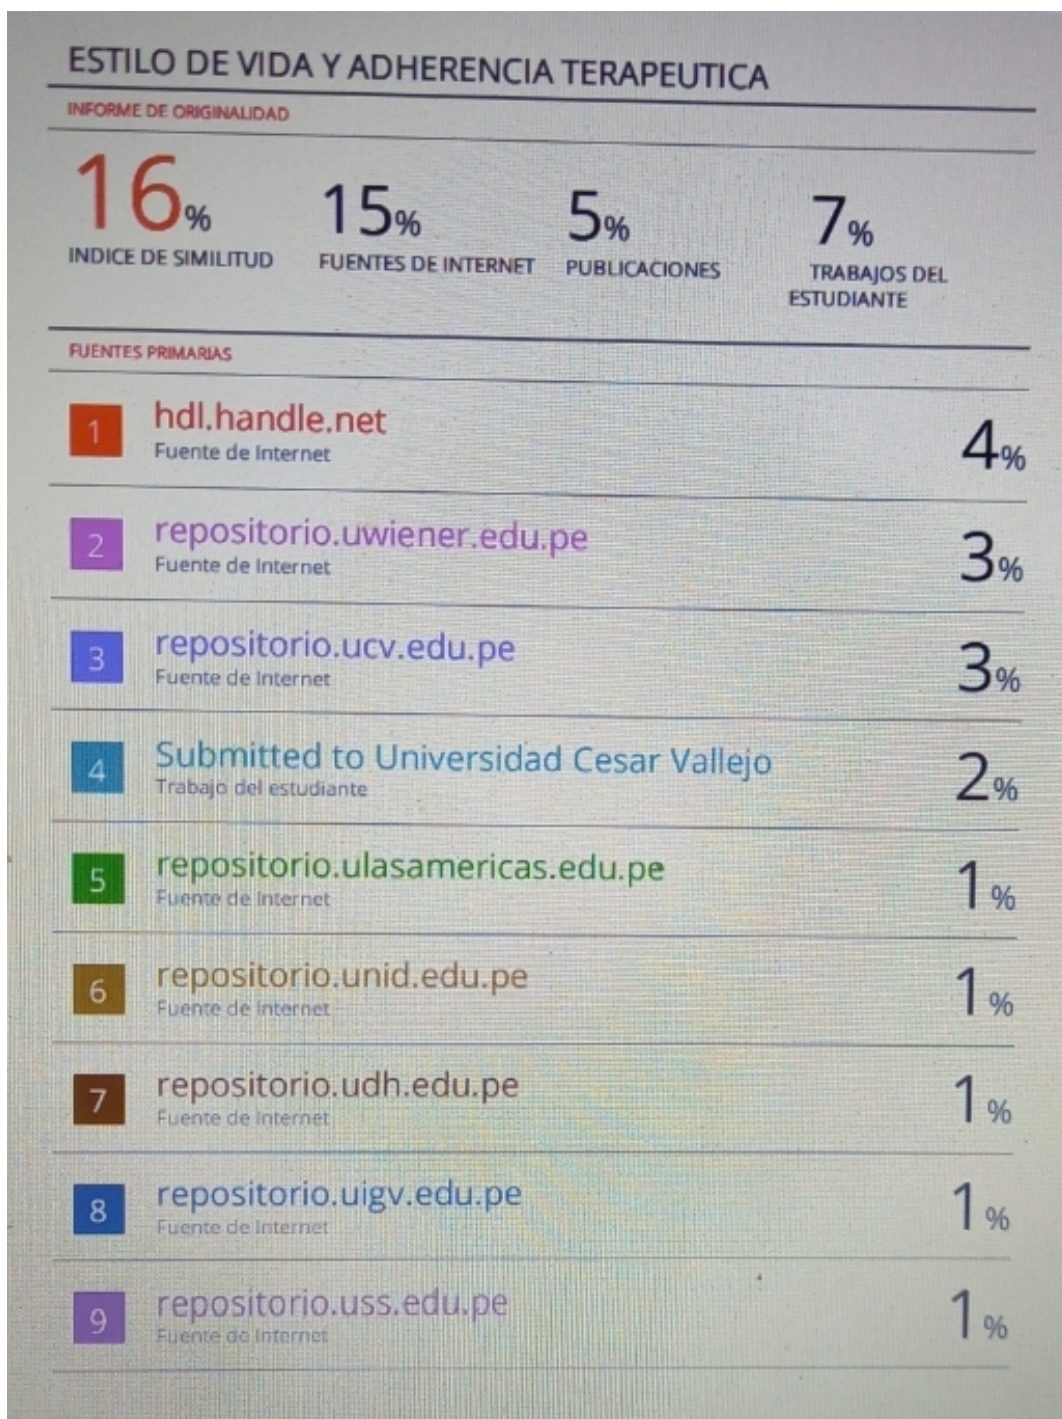 ESTILO DE VIDA Y ADHERENCIA TERAPEUTICA
INFORME DE ORIGINALIDAD
16%
INDICE DE SIMILITUD
15%
FUENTES DE INTERNET
5%
PUBLICACIONES
7%
TRABAJOS DEL
ESTUDIANTE
FUENTES PRIMARIAS
1
hdl.handle.net
Fuente de Internet
4%
2
repositorio.uwiener.edu.pe
Fuente de Internet
3%
3
repositorio.ucv.edu.pe
Fuente de Internet
3%
4
Submitted to Universidad Cesar Vallejo
Trabajo del estudiante
2%
5
repositorio.ulasamericas.edu.pe
Fuente de Internet
1%
6
repositorio.unid.edu.pe
Fuente de Internet
1%
7
repositorio.udh.edu.pe
Fuente de Internet
1%
8
repositorio.uigv.edu.pe
Fuente de Internet
1%
9
repositorio.uss.edu.pe
Fuente de Internet
1%